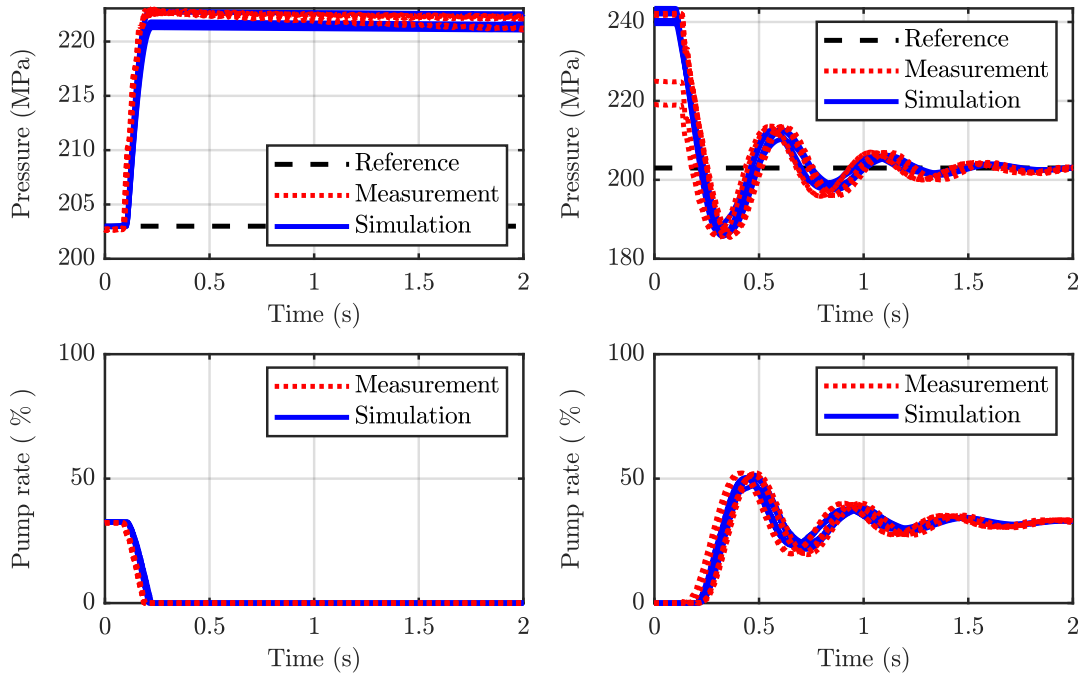 Pressure (MPa)
220
215
210
205
200
0
0.5
1
1.5
2
Time (s)
Reference
Measurement
Simulation
Pressure (MPa)
240
220
200
180
0
0.5
1
1.5
2
Time (s)
Reference
Measurement
Simulation
Pump rate ( % )
100
50
0
0
0.5
1
1.5
2
Time (s)
Measurement
Simulation
Pump rate ( % )
100
50
0
0
0.5
1
1.5
2
Time (s)
Measurement
Simulation